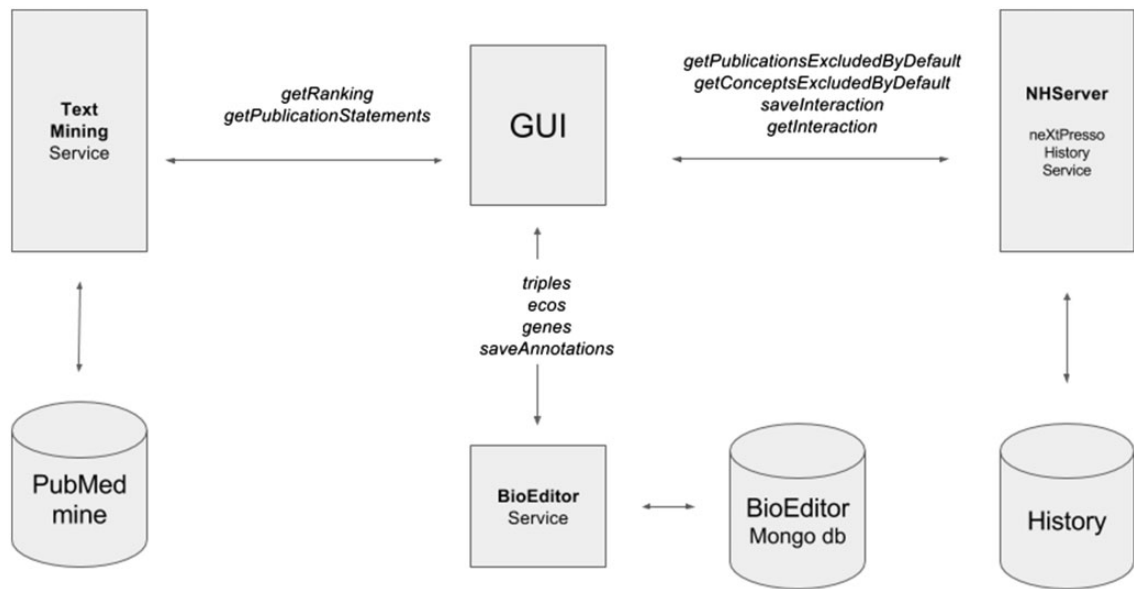 Text
Mining
Service
getRanking
getPublicationStatements
GUI
getPublicationsExcludedByDefault
getConceptsExcludedByDefault
saveInteraction
getInteraction
NHServer
neXtPresso
History
Service
triples
ecos
genes
saveAnnotations
PubMed
mine
BioEditor
Service
BioEditor
Mongo db
History